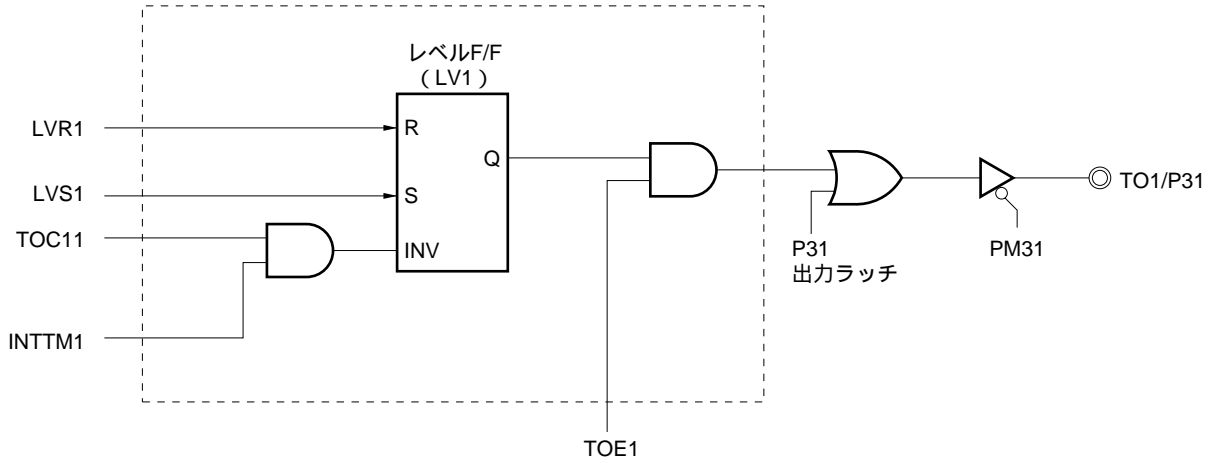 レベルF/F
（LV1）
LVR1
R
Q
LVS1
S
TOC11
INV
INTTM1
TO1/P31
P31
出力ラッチ
PM31
TOE1